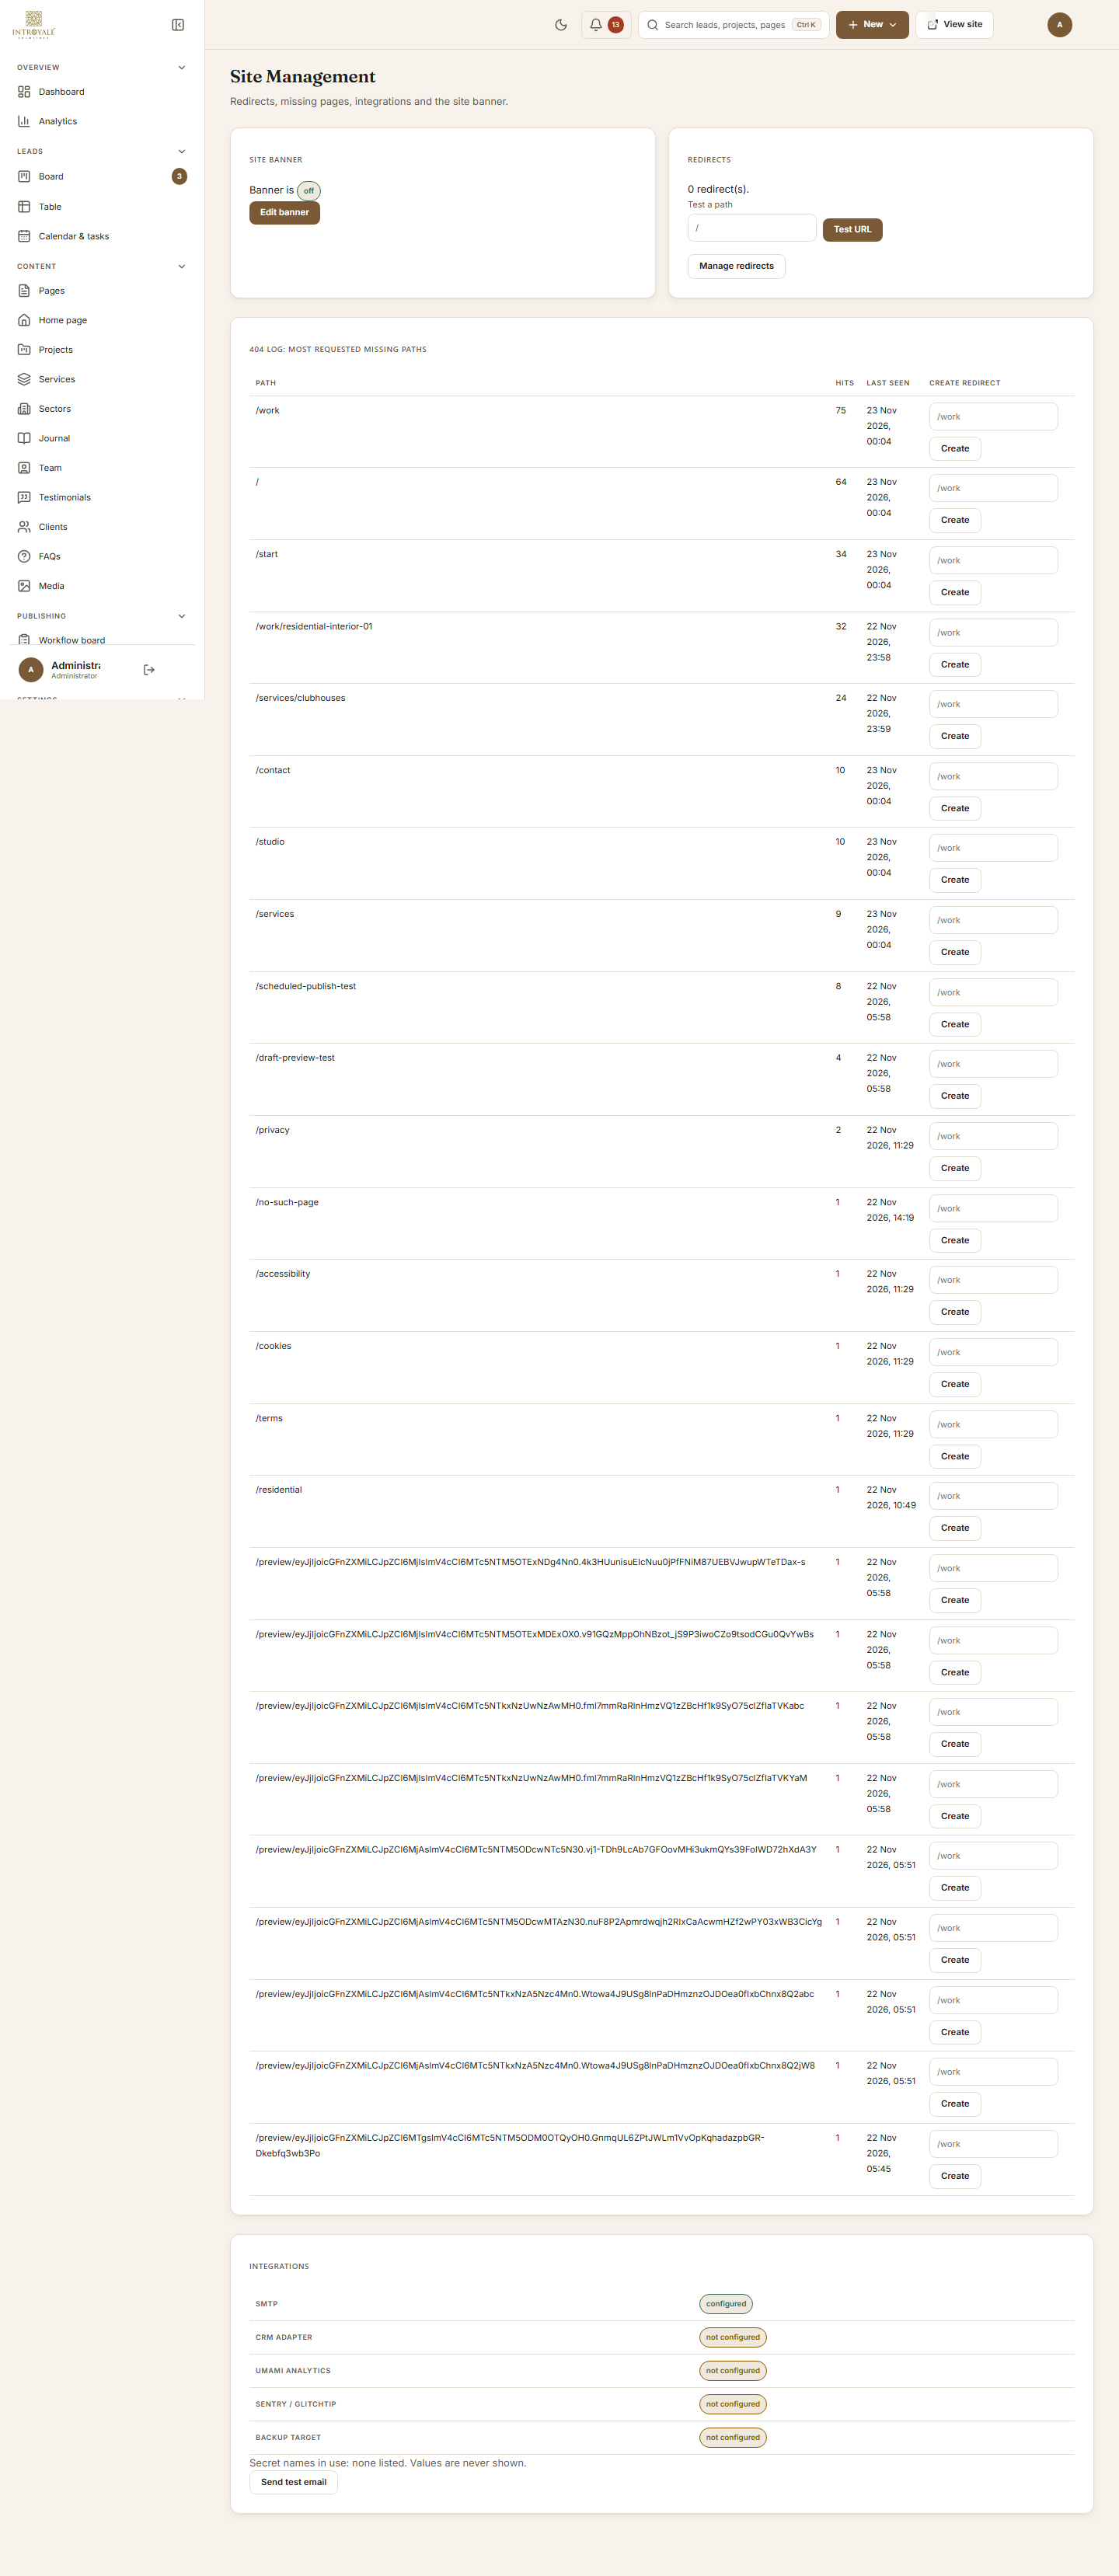 INTROYALÉ
OVERVIEW
Dashboard
Analytics
LEADS
Board 3
Table
Calendar & tasks
CONTENT
Pages
Home page
Projects
Services
Sectors
Journal
Team
Testimonials
Clients
FAQs
Media
PUBLISHING
Workflow board
A Administra
Administrator
13 Search leads, projects, pages Ctrl K + New View site A
Site Management
Redirects, missing pages, integrations and the site banner.
SITE BANNER
Banner is off
Edit banner
REDIRECTS
0 redirect(s).
Test a path
/ Test URL
Manage redirects
404 LOG: MOST REQUESTED MISSING PATHS
PATH HITS LAST SEEN CREATE REDIRECT
/work 75 23 Nov 2026, 00:04 /work
Create
/ 64 23 Nov 2026, 00:04 /work
Create
/start 34 23 Nov 2026, 00:04 /work
Create
/work/residential-interior-01 32 22 Nov 2026, 23:58 /work
Create
/services/clubhouses 24 22 Nov 2026, 23:59 /work
Create
/contact 10 23 Nov 2026, 00:04 /work
Create
/studio 10 23 Nov 2026, 00:04 /work
Create
/services 9 23 Nov 2026, 00:04 /work
Create
/scheduled-publish-test 8 22 Nov 2026, 05:58 /work
Create
/draft-preview-test 4 22 Nov 2026, 05:58 /work
Create
/privacy 2 22 Nov 2026, 11:29 /work
Create
/no-such-page 1 22 Nov 2026, 14:19 /work
Create
/accessibility 1 22 Nov 2026, 11:29 /work
Create
/cookies 1 22 Nov 2026, 11:29 /work
Create
/terms 1 22 Nov 2026, 11:29 /work
Create
/residential 1 22 Nov 2026, 10:49 /work
Create
1 22 Nov 2026, 05:58 /work
Create
1 22 Nov 2026, 05:58 /work
Create
1 22 Nov 2026, 05:58 /work
Create
1 22 Nov 2026, 05:58 /work
Create
1 22 Nov 2026, 05:51 /work
Create
1 22 Nov 2026, 05:51 /work
Create
1 22 Nov 2026, 05:51 /work
Create
1 22 Nov 2026, 05:51 /work
Create
1 22 Nov 2026, 05:45 /work
Create
INTEGRATIONS
SMTP configured
CRM ADAPTER not configured
UMAMI ANALYTICS not configured
SENTRY / GLITCHTIP not configured
BACKUP TARGET not configured
Secret names in use: none listed. Values are never shown.
Send test email